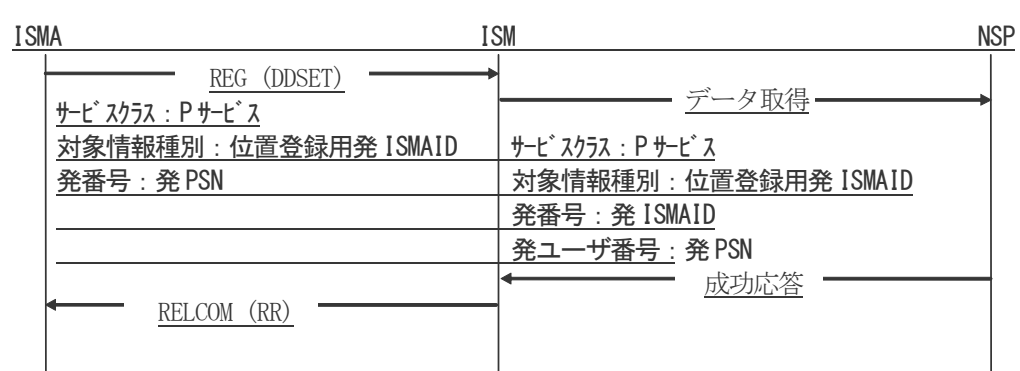 ISMA ISM NSP
REG (DDSET)
データ取得
ｻｰﾋﾞｽｸﾗｽ：Pｻｰﾋﾞｽ
対象情報種別：位置登録用発ISMAID
発番号：発PSN
ｻｰﾋﾞｽｸﾗｽ：Pｻｰﾋﾞｽ
対象情報種別：位置登録用発ISMAID
発番号：発ISMAID
発ユーザ番号：発PSN
成功応答
RELCOM (RR)